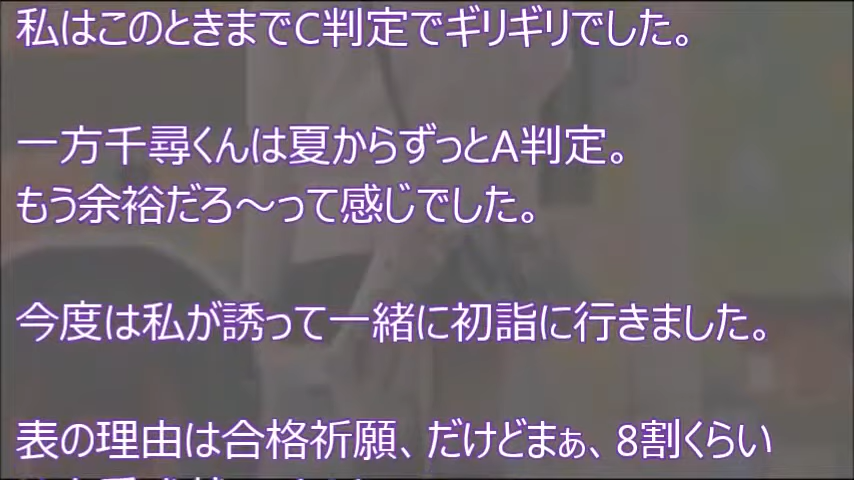 私はこのときまでC判定でギリギリでした。
一方千尋くんは夏からずっとA判定。
もう余裕だろ～って感じでした。
今度は私が誘って一緒に初詣に行きました。
表の理由は合格祈願、だけどまぁ、8割くらい